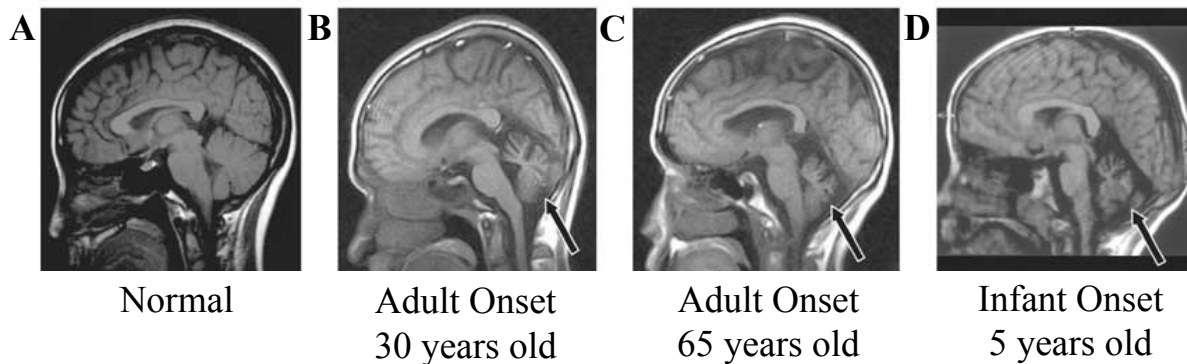 A B C D
Normal
Adult Onset
30 years old
Adult Onset
65 years old
Infant Onset
5 years old